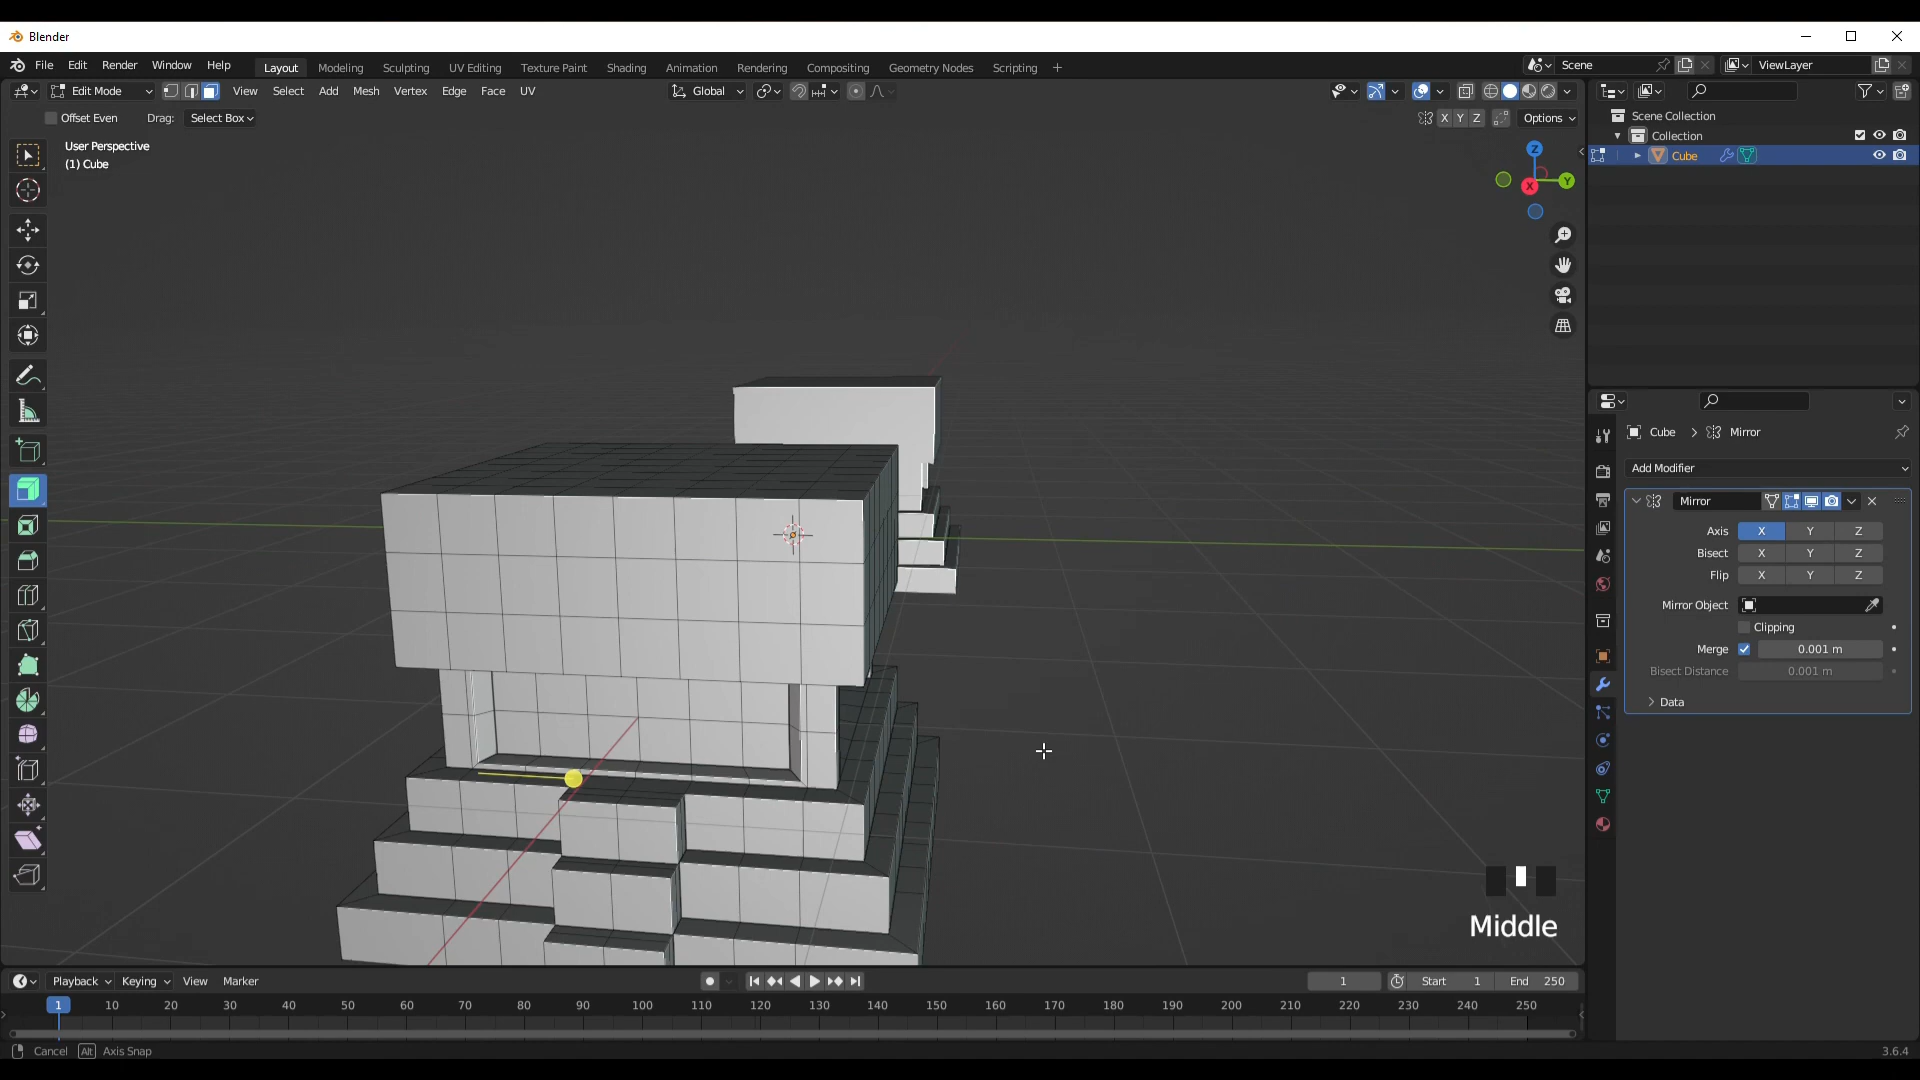 Blender
File Edit Render Window Help Layout Modeling Sculpting UV Editing Texture Paint Shading Animation Rendering Compositing Geometry Nodes Scripting + Scene ViewLayer
Edit Mode View Select Add Mesh Vertex Edge Face UV Global
Offset Even Drag: Select Box X Y Z Options
User Perspective
(1) Cube
Z
Y
X
Scene Collection
Collection
Cube
Cube > Mirror
Add Modifier
Mirror
Axis X Y Z
Bisect X Y Z
Flip X Y Z
Mirror Object
Clipping
Merge 0.001 m
Bisect Distance 0.001 m
Data
Middle
Playback Keying View Marker 1 Start 1 End 250
1 10 20 30 40 50 60 70 80 90 100 110 120 130 140 150 160 170 180 190 200 210 220 230 240 250
Cancel Alt Axis Snap 3.6.4